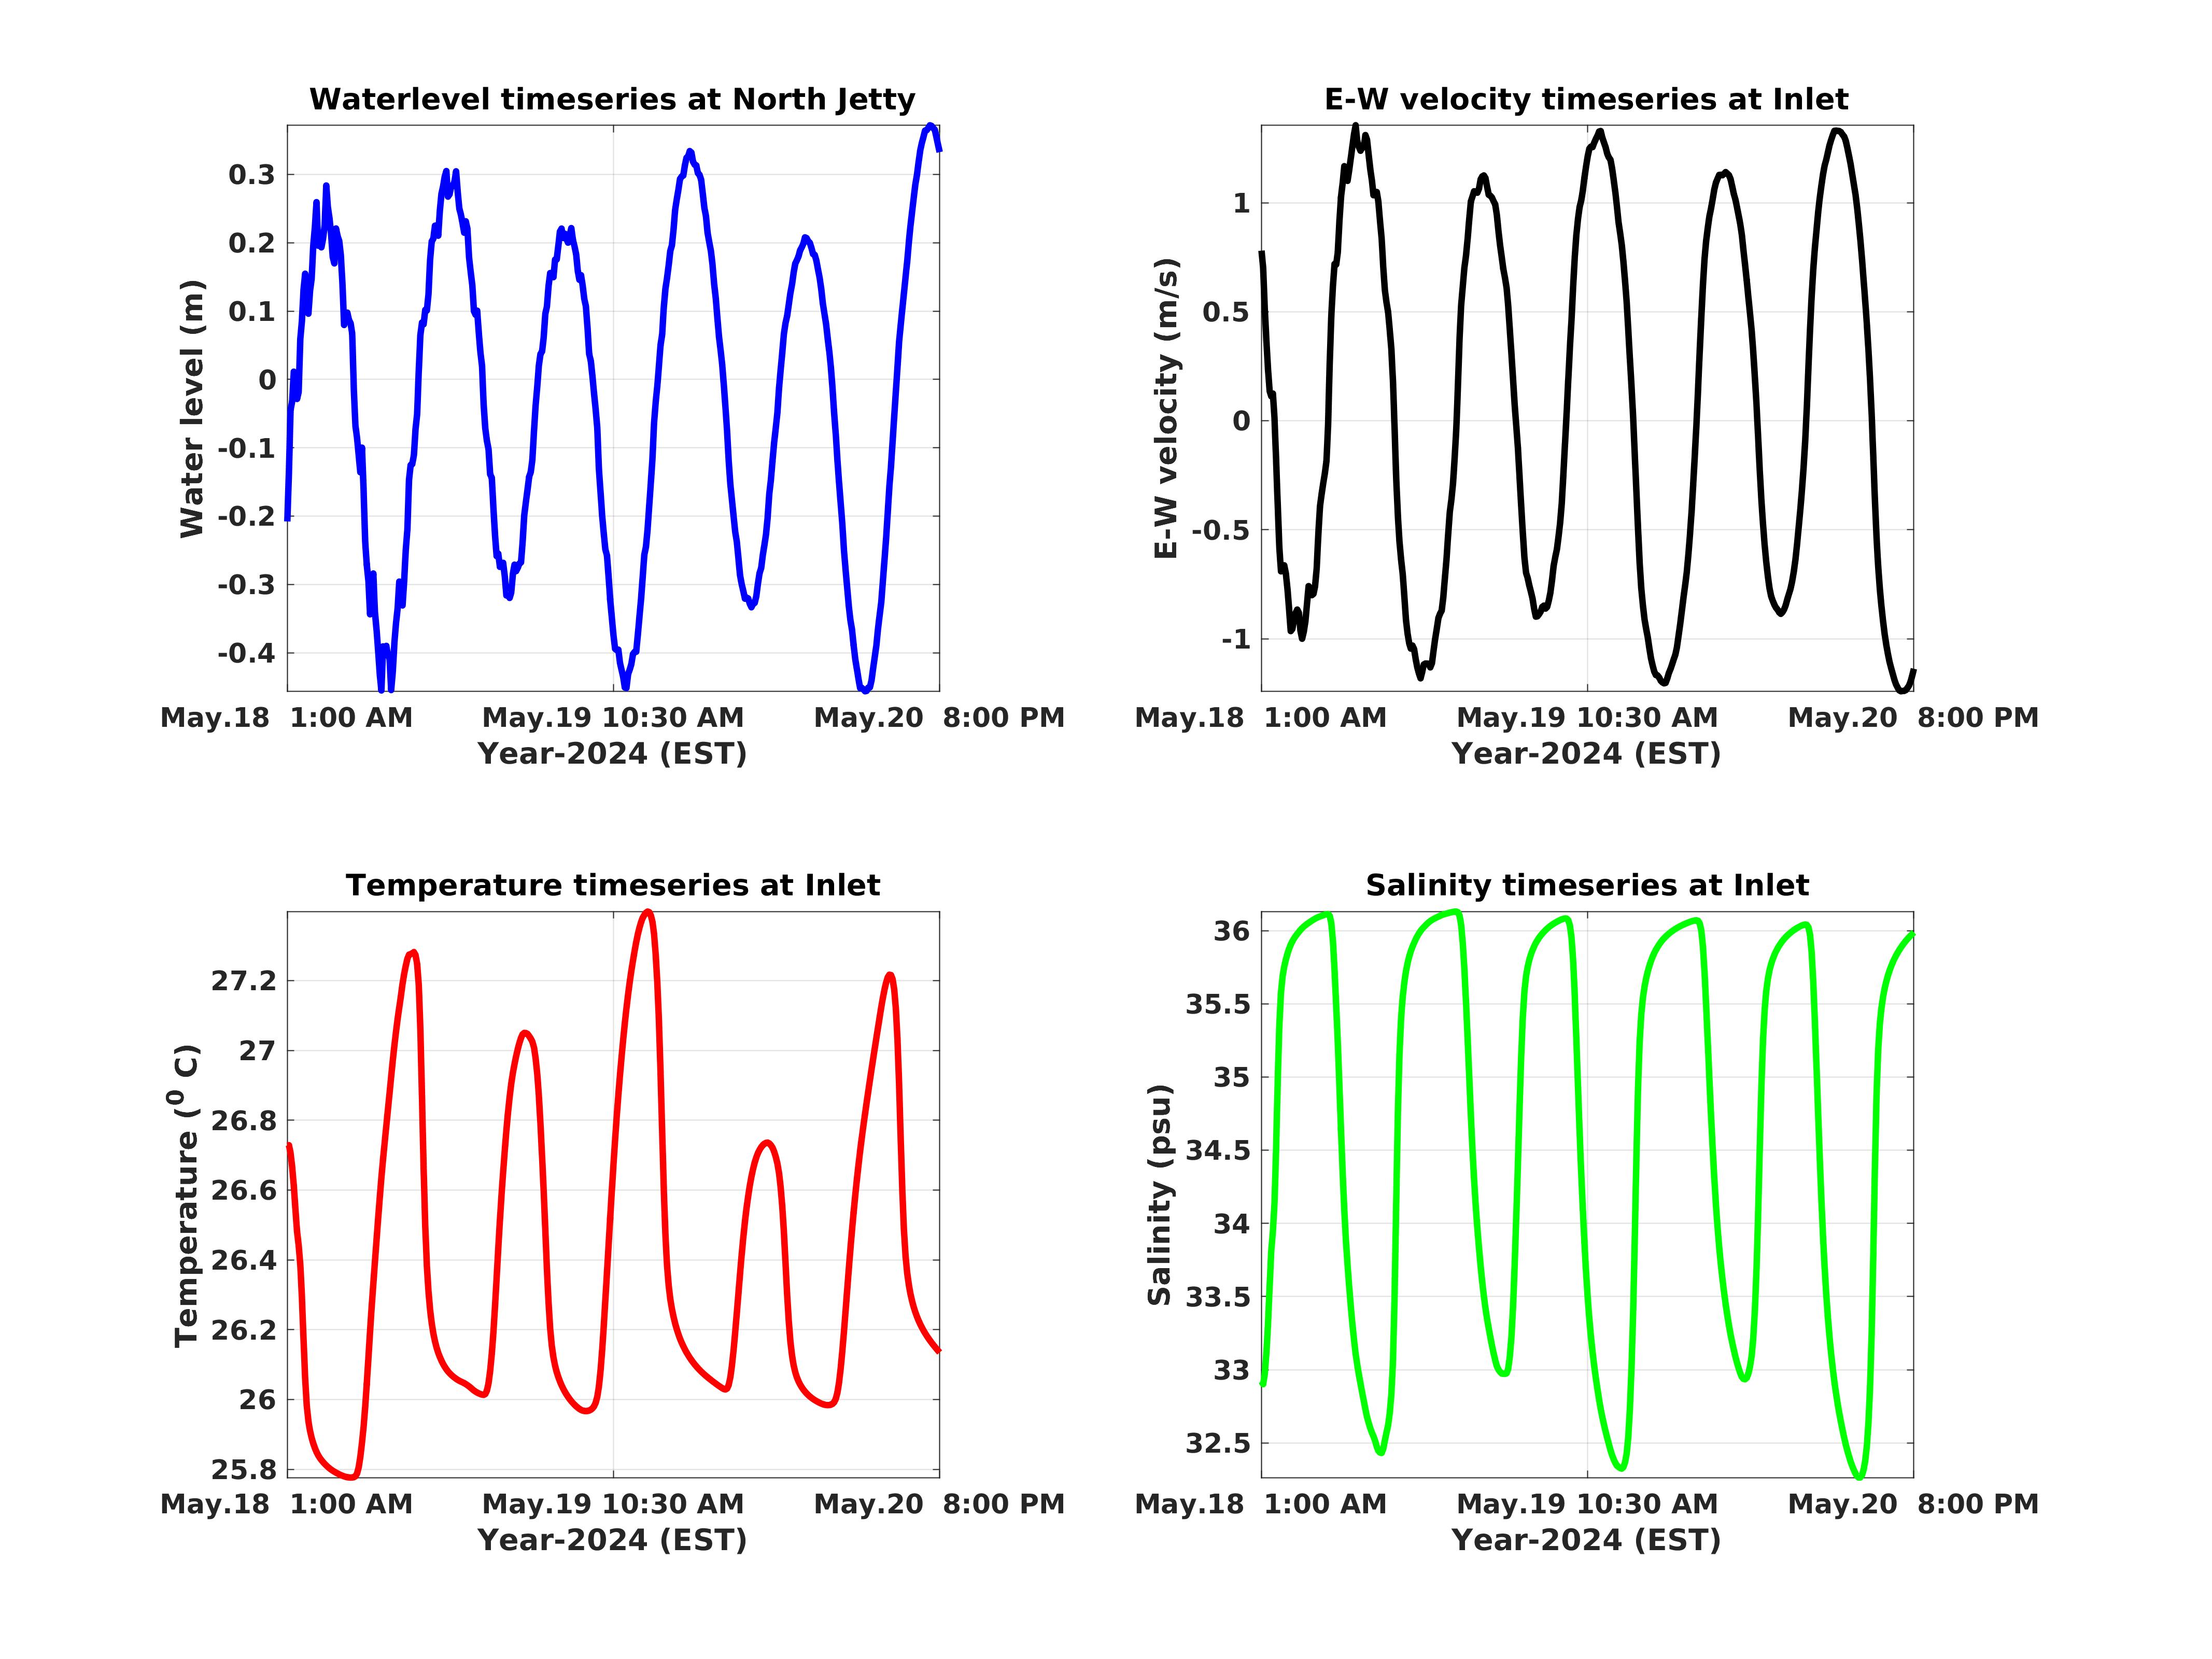 Waterlevel timeseries at North Jetty
Water level (m)
0.3
0.2
0.1
0
-0.1
-0.2
-0.3
-0.4
May.18 1:00 AM
May.19 10:30 AM
May.20 8:00 PM
Year-2024 (EST)
E-W velocity timeseries at Inlet
E-W velocity (m/s)
1
0.5
0
-0.5
-1
May.18 1:00 AM
May.19 10:30 AM
May.20 8:00 PM
Year-2024 (EST)
Temperature timeseries at Inlet
Temperature (⁰ C)
27.2
27
26.8
26.6
26.4
26.2
26
25.8
May.18 1:00 AM
May.19 10:30 AM
May.20 8:00 PM
Year-2024 (EST)
Salinity timeseries at Inlet
Salinity (psu)
36
35.5
35
34.5
34
33.5
33
32.5
May.18 1:00 AM
May.19 10:30 AM
May.20 8:00 PM
Year-2024 (EST)